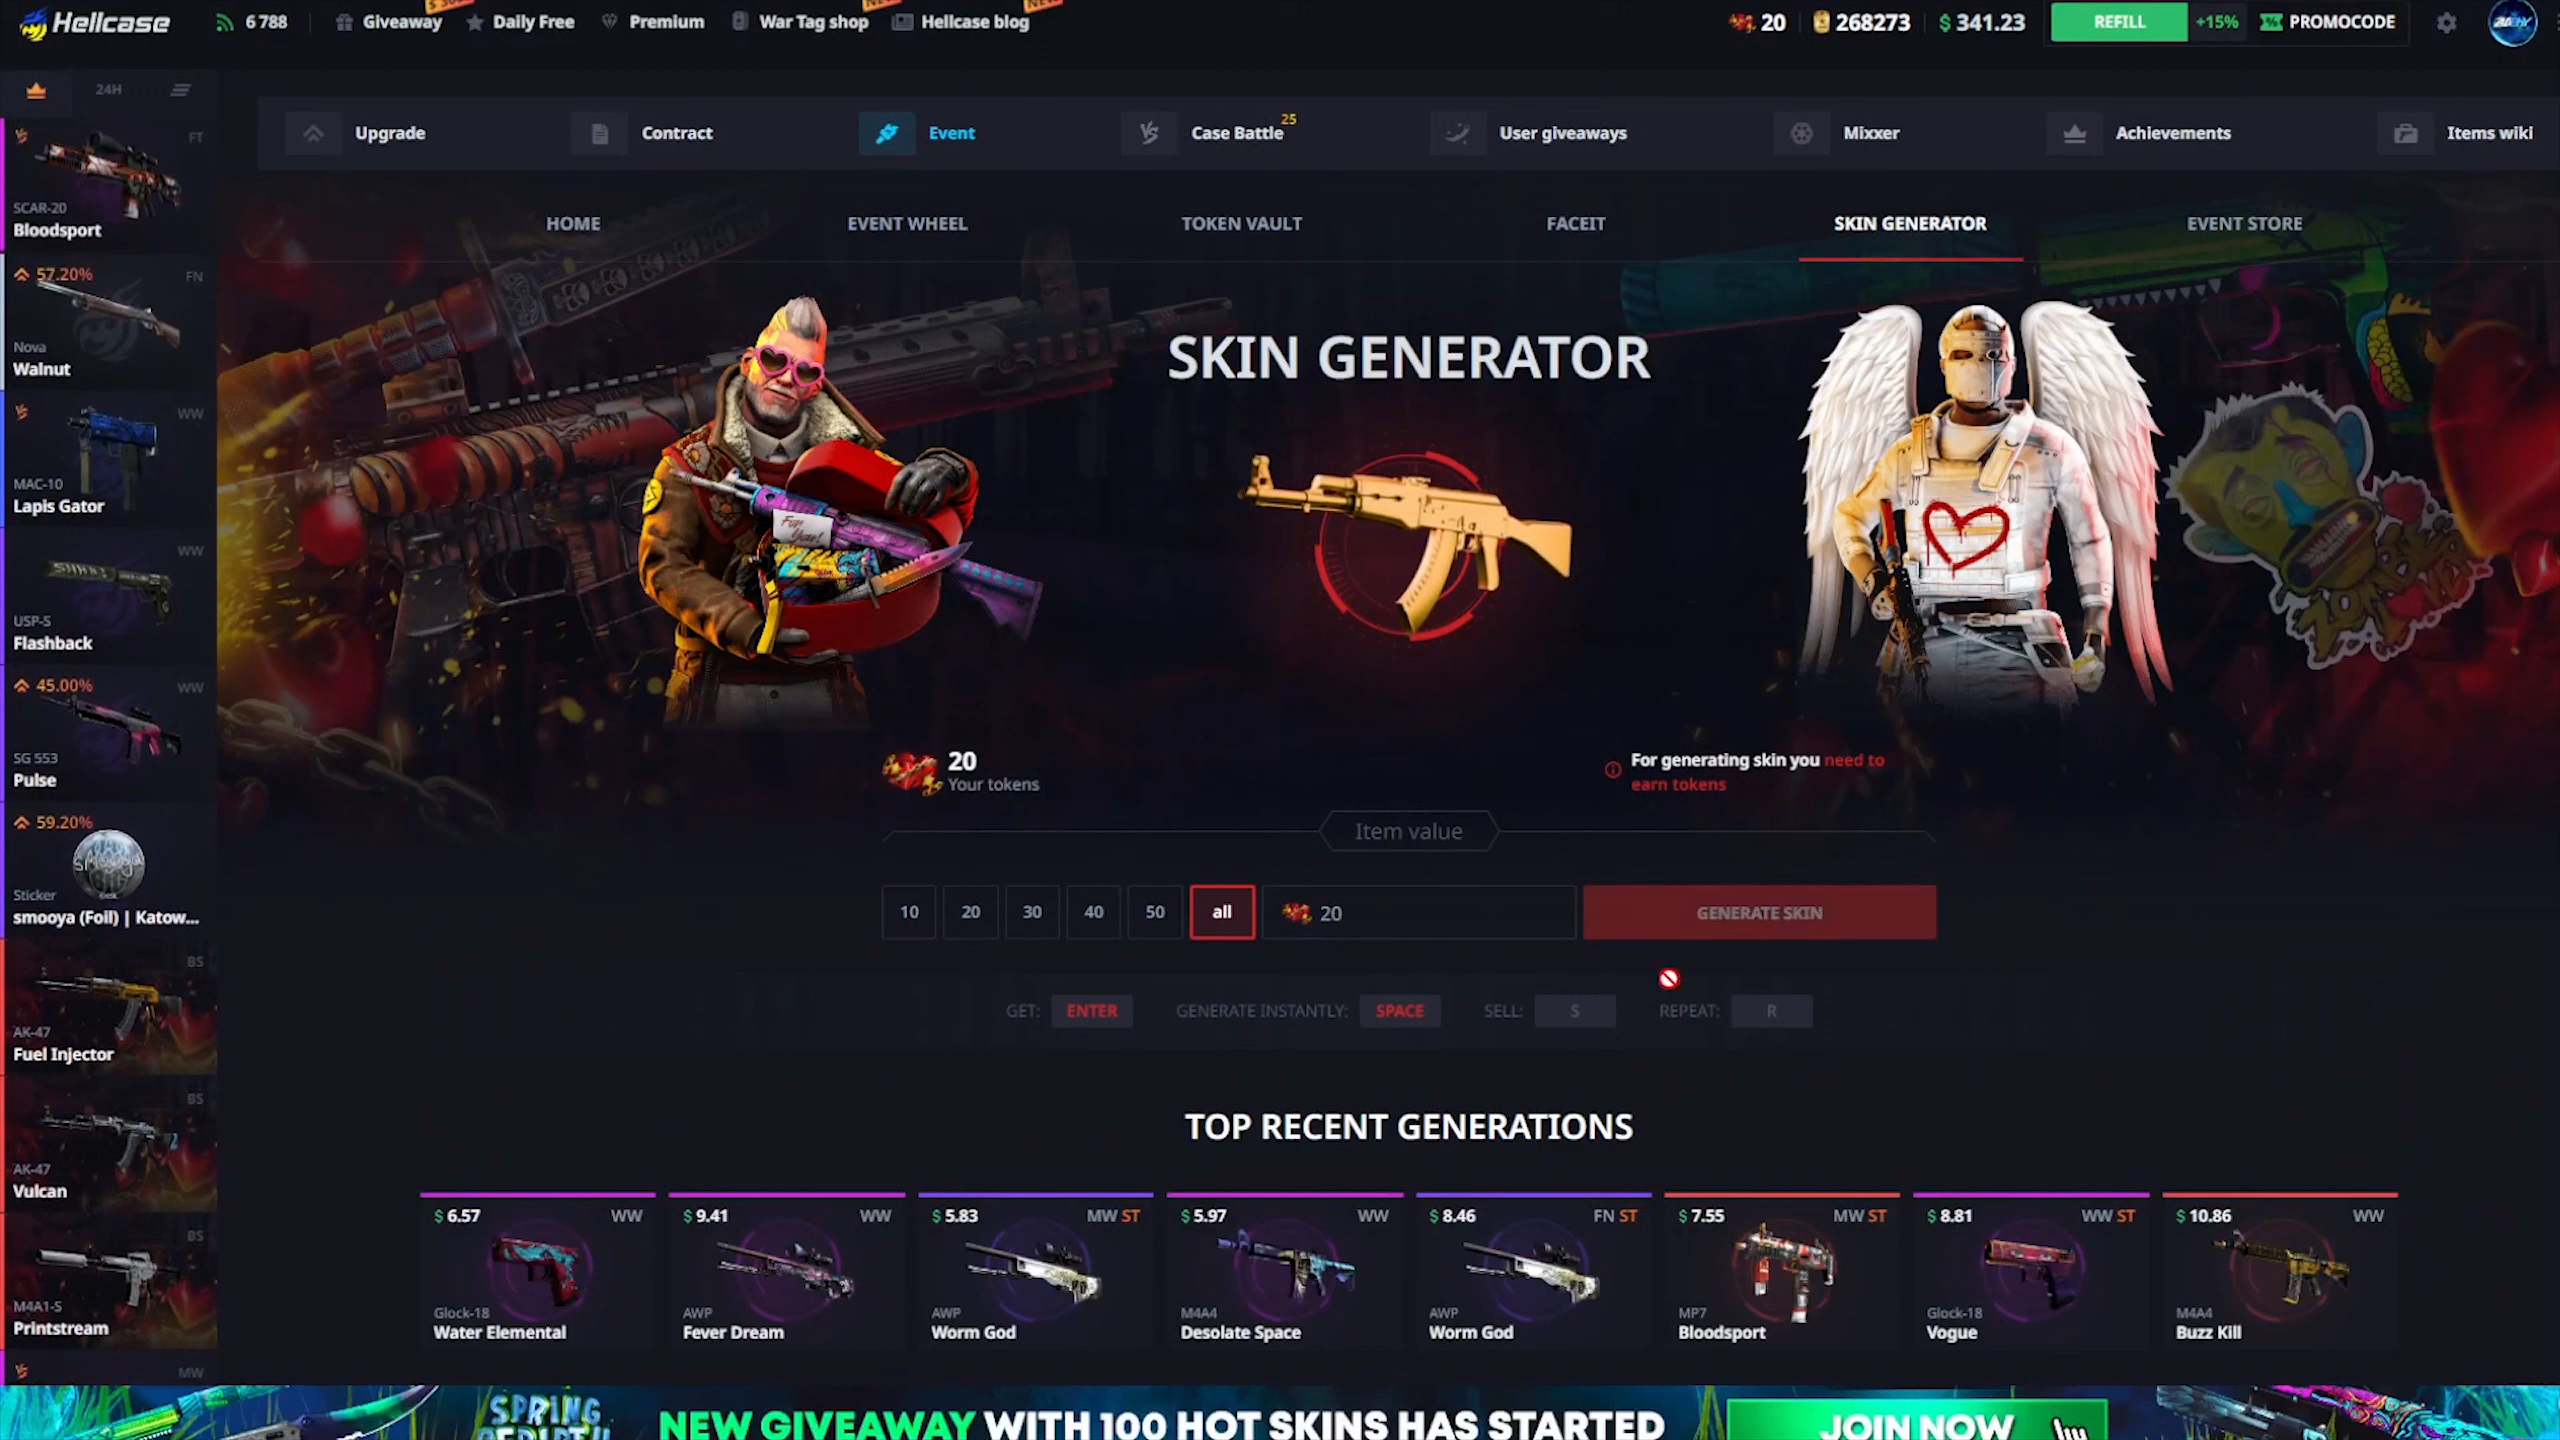 Hellcase
6 788
Giveaway
Daily Free
Premium
War Tag shop
Hellcase blog
20
268273
$ 341.23
REFILL
+15%
PROMOCODE
24H
Upgrade
Contract
Event
Case Battle
25
User giveaways
Mixxer
Achievements
Items wiki
HOME
EVENT WHEEL
TOKEN VAULT
FACEIT
SKIN GENERATOR
EVENT STORE
FT
SCAR-20
Bloodsport
57.20%
FN
Nova
Walnut
WW
MAC-10
Lapis Gator
WW
USP-S
Flashback
45.00%
WW
SG 553
Pulse
59.20%
Sticker
smooya (Foil) | Katow...
BS
AK-47
Fuel Injector
BS
AK-47
Vulcan
BS
M4A1-S
Printstream
MW
SKIN GENERATOR
For
You!
20
Your tokens
For generating skin you need to
earn tokens
Item value
10
20
30
40
50
all
20
GENERATE SKIN
GET:
ENTER
GENERATE INSTANTLY:
SPACE
SELL:
S
REPEAT:
R
TOP RECENT GENERATIONS
$ 6.57
WW
Glock-18
Water Elemental
$ 9.41
WW
AWP
Fever Dream
$ 5.83
MW ST
AWP
Worm God
$ 5.97
WW
M4A4
Desolate Space
$ 8.46
FN ST
AWP
Worm God
$ 7.55
MW ST
MP7
Bloodsport
$ 8.81
WW ST
Glock-18
Vogue
$ 10.86
WW
M4A4
Buzz Kill
SPRING
NEW GIVEAWAY WITH 100 HOT SKINS HAS STARTED
JOIN NOW